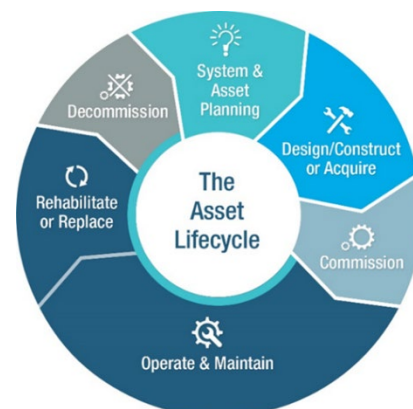 System &
Asset
Planning
Design/Construct
or Acquire
Commission
Operate & Maintain
Rehabilitate
or Replace
Decommission
The
Asset
Lifecycle